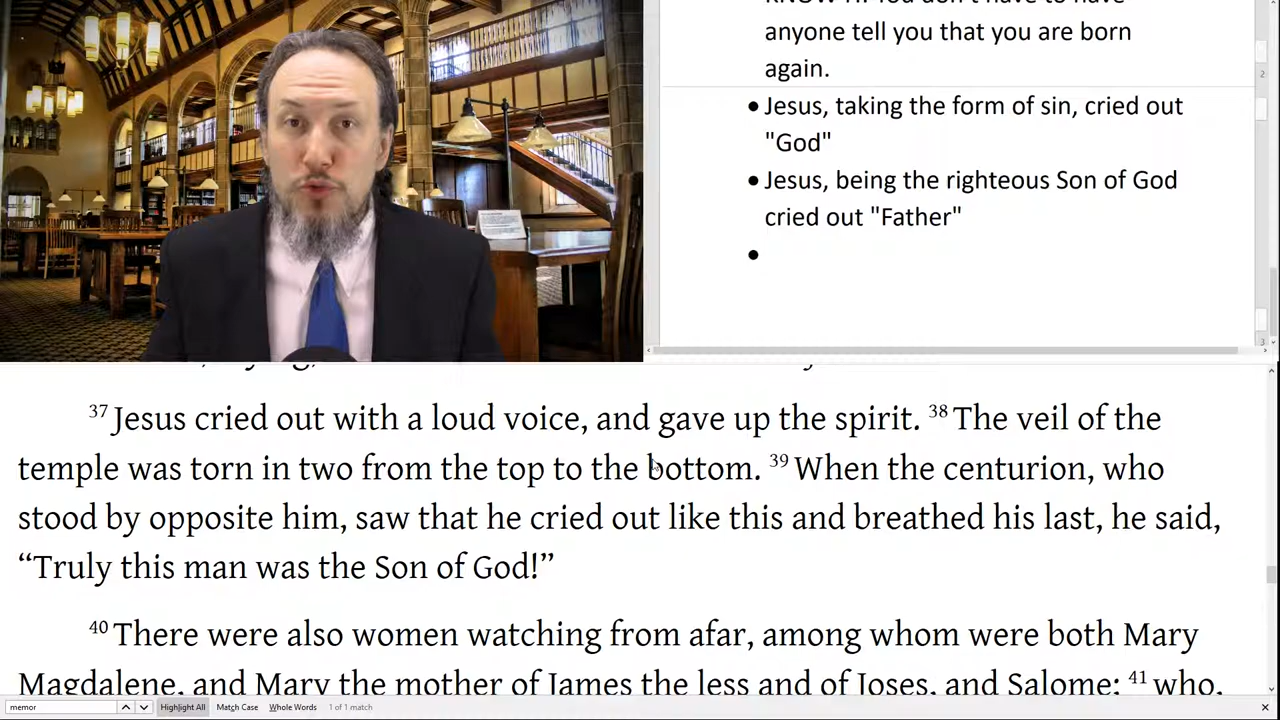 anyone tell you that you are born
again.
• Jesus, taking the form of sin, cried out
"God"
• Jesus, being the righteous Son of God
cried out "Father"
•
37 Jesus cried out with a loud voice, and gave up the spirit. 38 The veil of the
temple was torn in two from the top to the bottom. 39 When the centurion, who
stood by opposite him, saw that he cried out like this and breathed his last, he said,
“Truly this man was the Son of God!”
40 There were also women watching from afar, among whom were both Mary
Magdalene, and Mary the mother of James the less and of Joses, and Salome; 41 who,
memor
Highlight All Match Case Whole Words 1 of 1 match
2
3